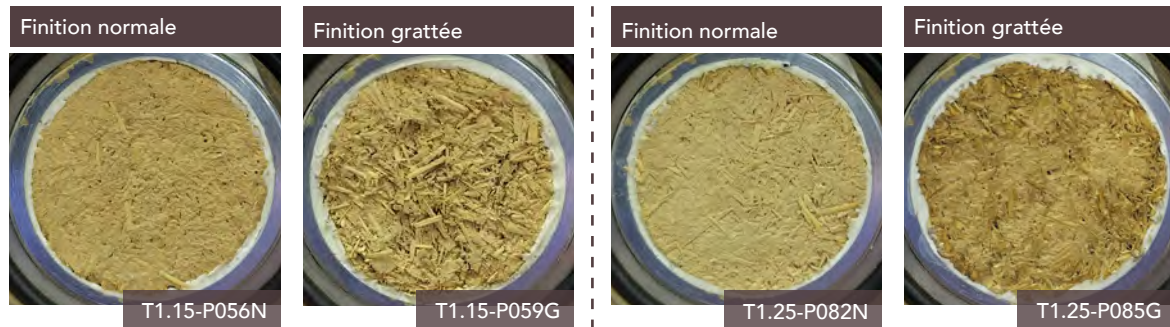 Finition normale
Finition grattée
Finition normale
Finition grattée
T1.15-P056N
T1.15-P059G
T1.25-P082N
T1.25-P085G